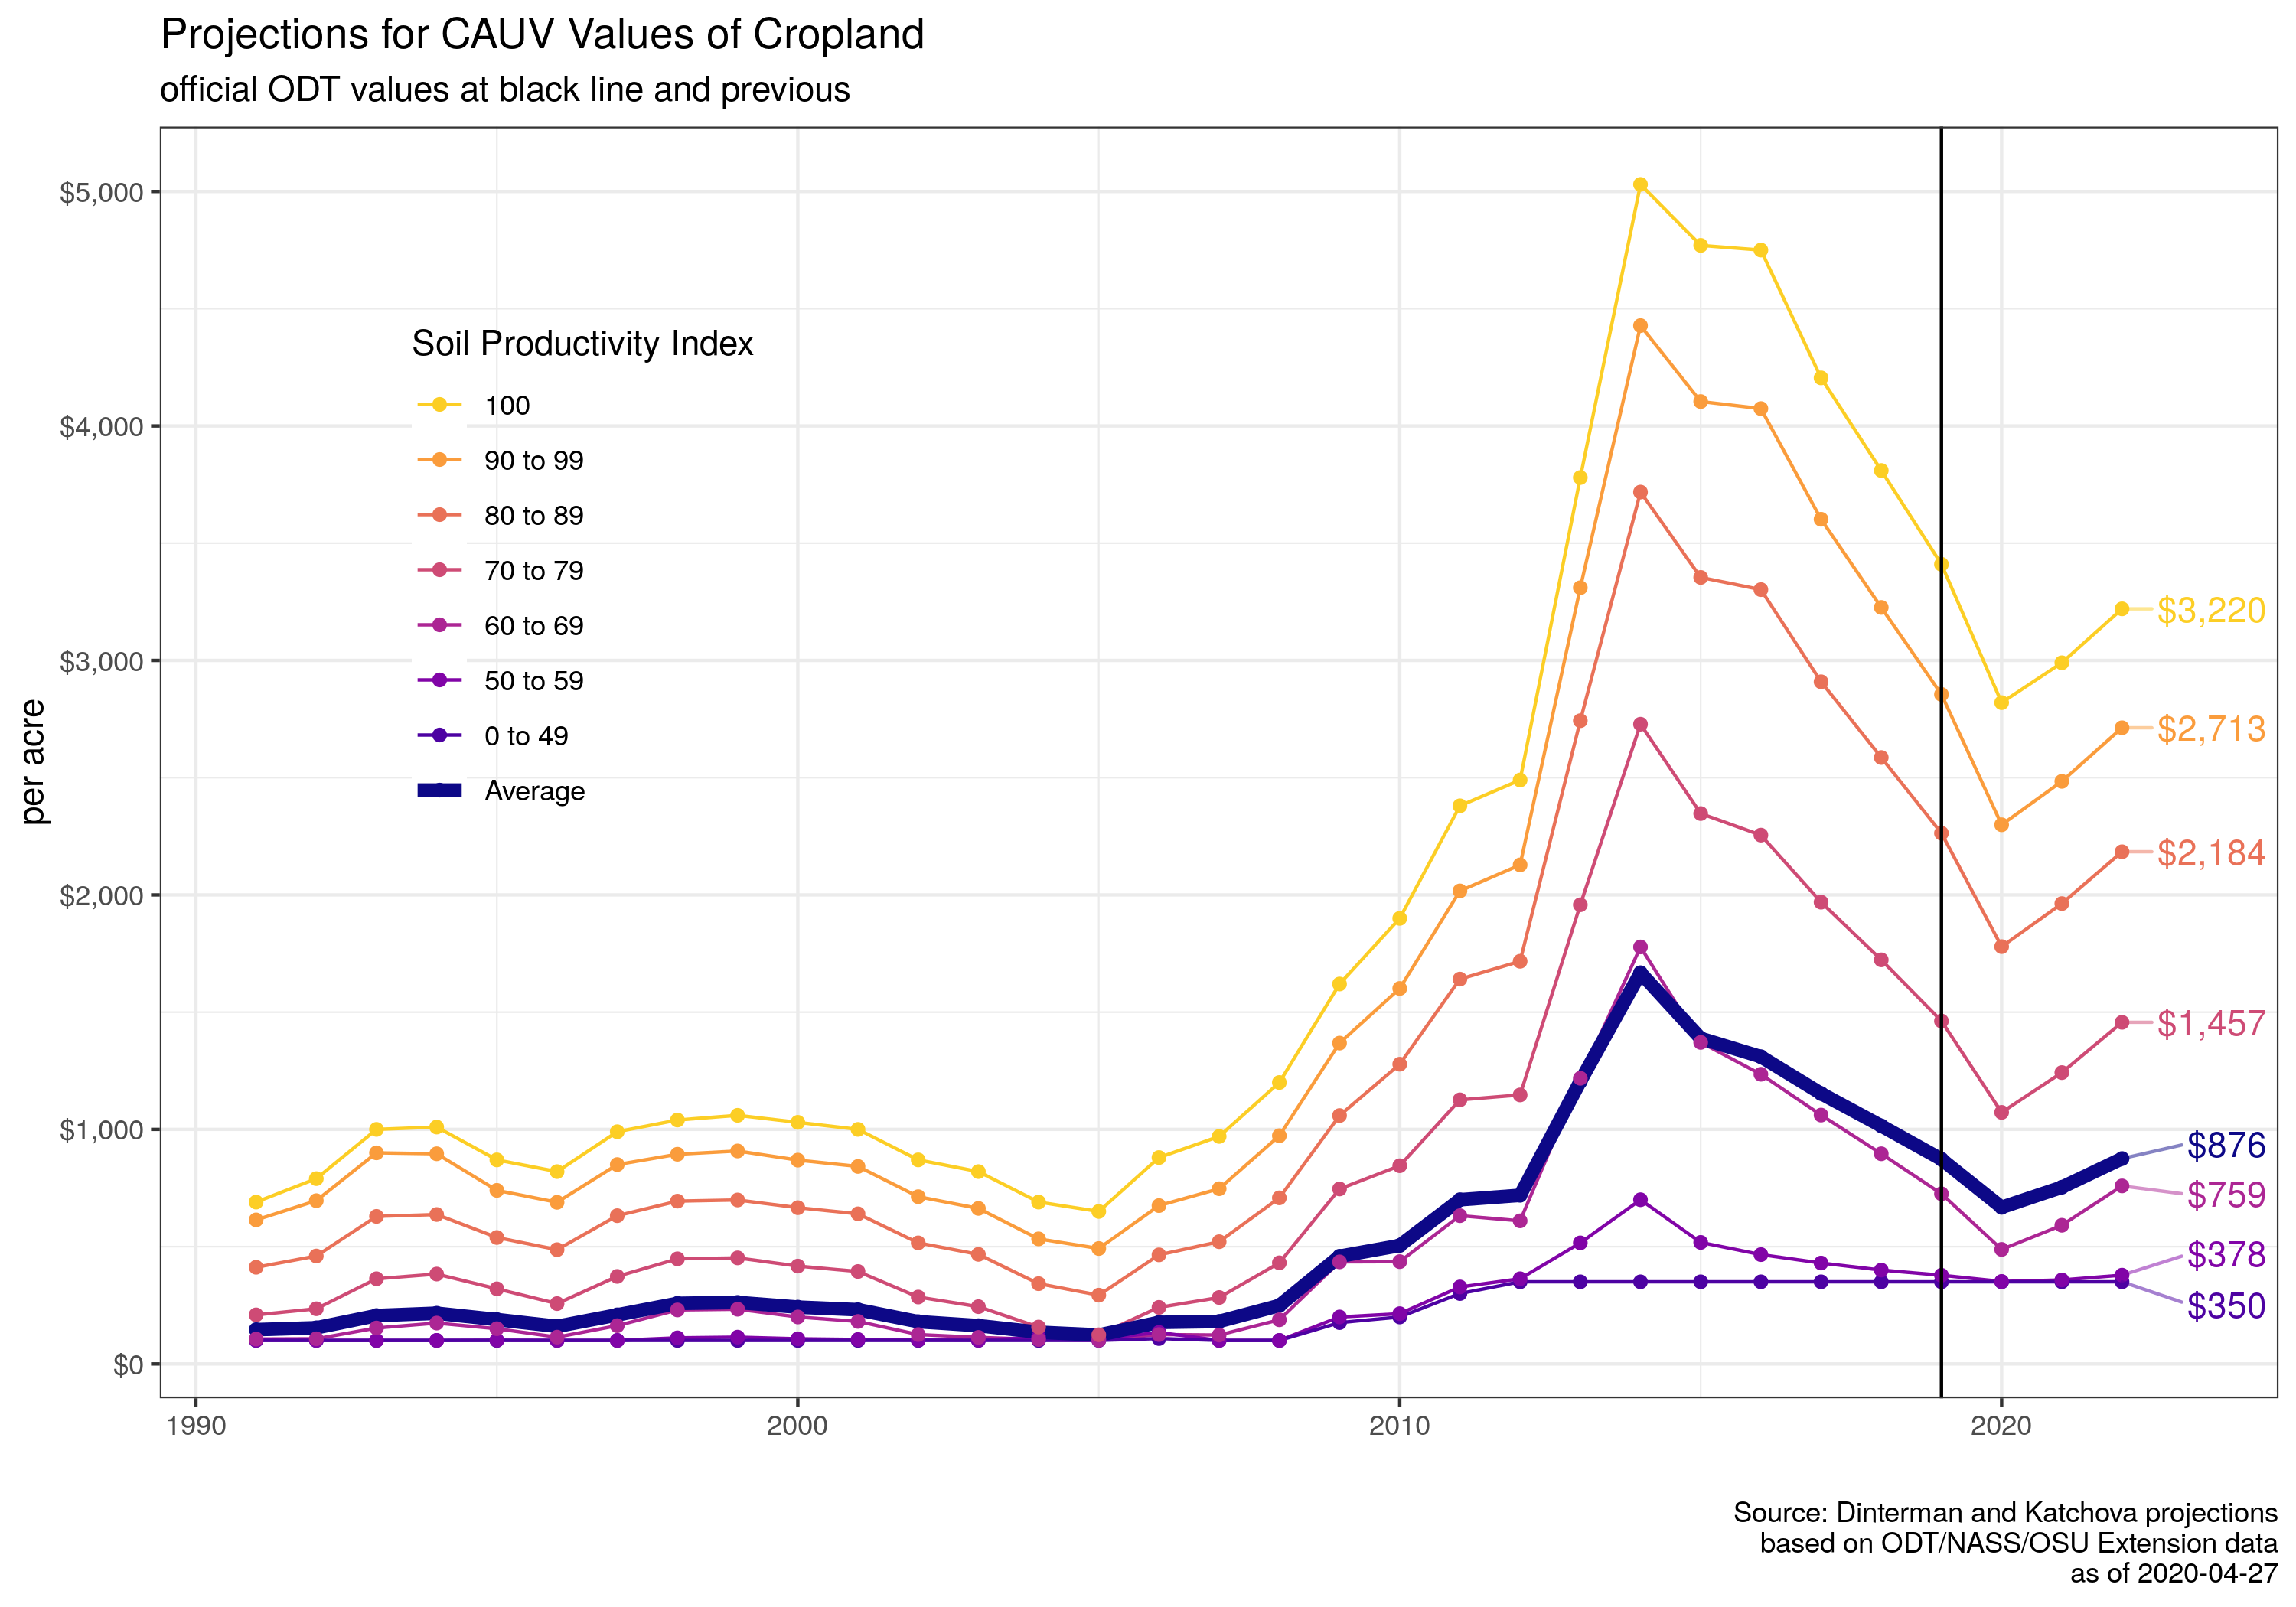 Projections for CAUV Values of Cropland
official ODT values at black line and previous
per acre
$5,000
$4,000
$3,000
$2,000
$1,000
$0
Soil Productivity Index
100
90 to 99
80 to 89
70 to 79
60 to 69
50 to 59
0 to 49
Average
$3,220
$2,713
$2,184
$1,457
$876
$759
$378
$350
1990
2000
2010
2020
Source: Dinterman and Katchova projections
based on ODT/NASS/OSU Extension data
as of 2020-04-27